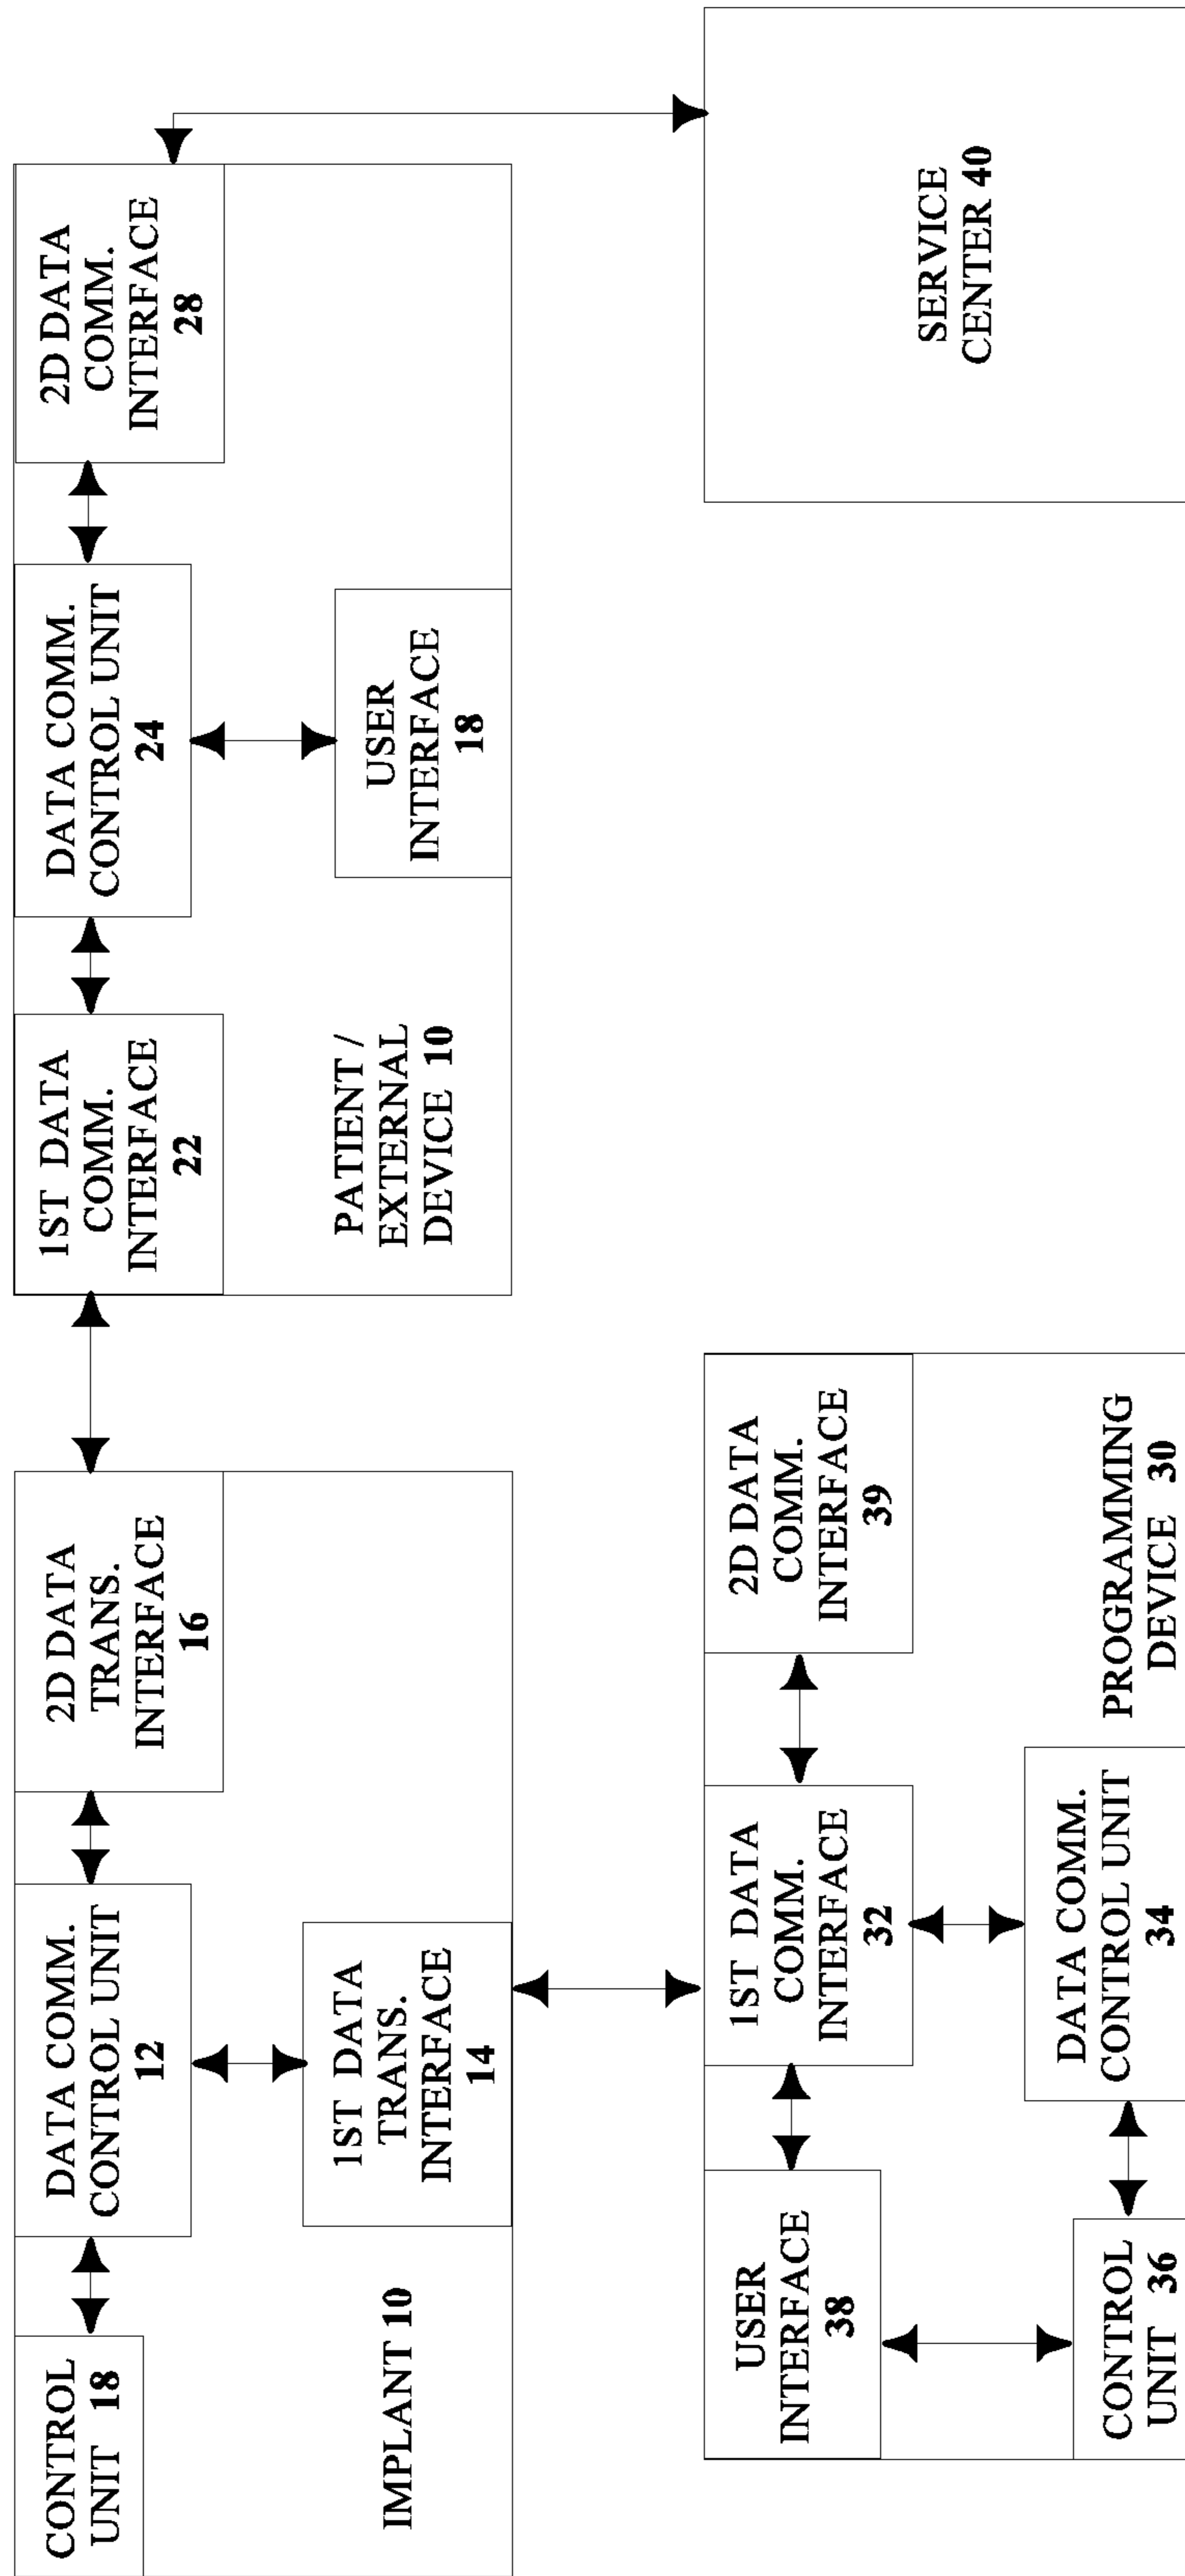 CONTROL
UNIT 18
DATA COMM.
CONTROL UNIT
12
2D DATA
TRANS.
INTERFACE
16
1ST DATA
TRANS.
INTERFACE
14
IMPLANT 10
1ST DATA
COMM.
INTERFACE
22
DATA COMM.
CONTROL UNIT
24
2D DATA
COMM.
INTERFACE
28
USER
INTERFACE
18
PATIENT /
EXTERNAL
DEVICE 10
USER
INTERFACE
38
1ST DATA
COMM.
INTERFACE
32
2D DATA
COMM.
INTERFACE
39
CONTROL
UNIT 36
DATA COMM.
CONTROL UNIT
34
PROGRAMMING
DEVICE 30
SERVICE
CENTER 40